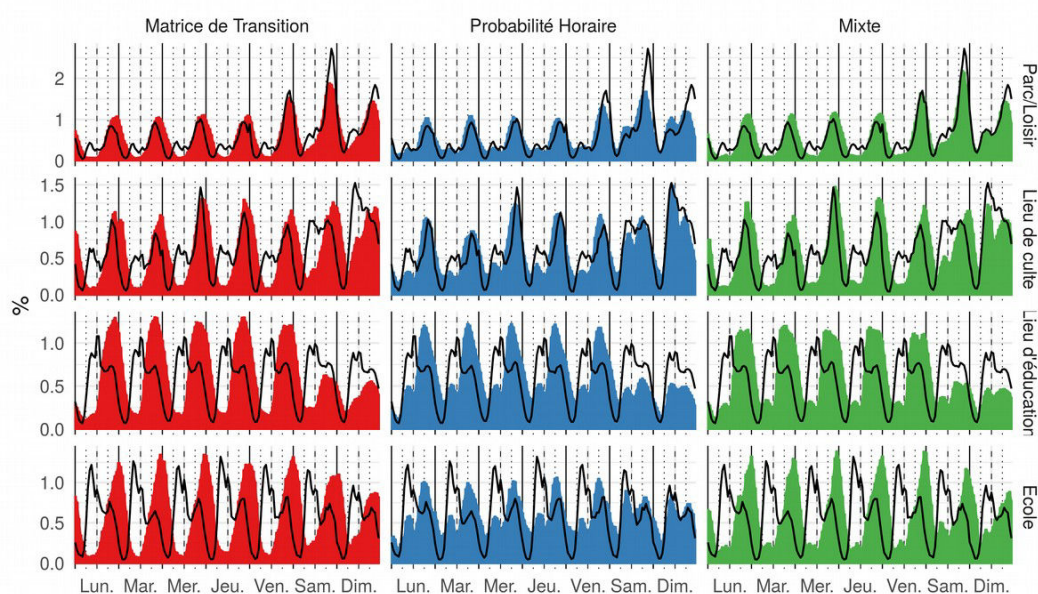 Matrice de Transition Probabilité Horaire Mixte
2
1
0
Parc/Loisir
1.5
1.0
0.5
0.0
Lieu de culte
%
1.0
0.5
0.0
Lieu d'éducation
1.0
0.5
0.0
Ecole
Lun. Mar. Mer. Jeu. Ven. Sam. Dim. Lun. Mar. Mer. Jeu. Ven. Sam. Dim. Lun. Mar. Mer. Jeu. Ven. Sam. Dim.